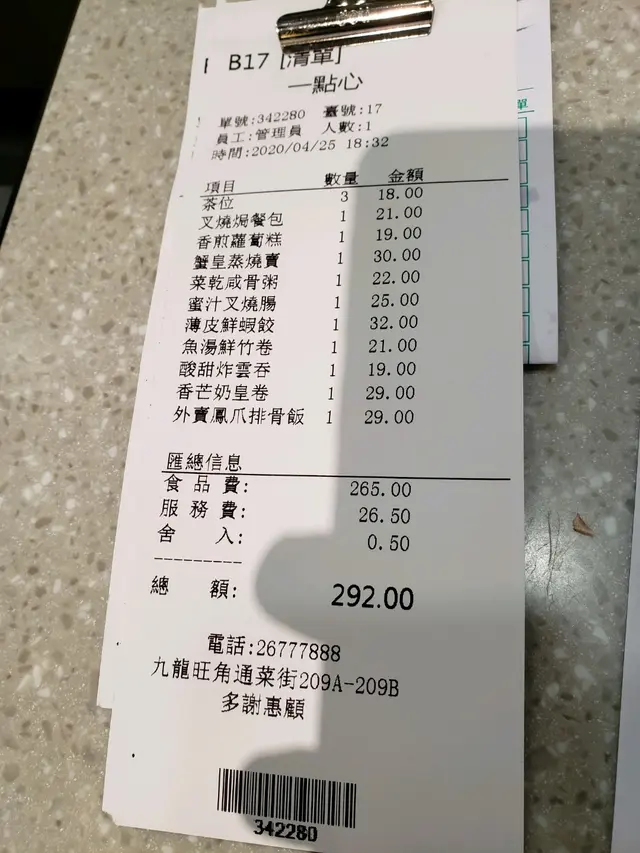 B17 [清單]
一點心
單號:342280 臺號:17
員工:管理員 人數:1
時間:2020/04/25 18:32
項目 數量 金額
茶位 3 18.00
叉燒焗餐包 1 21.00
香煎蘿蔔糕 1 19.00
蟹皇蒸燒賣 1 30.00
菜乾咸骨粥 1 22.00
蜜汁叉燒腸 1 25.00
薄皮鮮蝦餃 1 32.00
魚湯鮮竹卷 1 21.00
酸甜炸雲吞 1 19.00
香芒奶皇卷 1 29.00
外賣鳳爪排骨飯 1 29.00
匯總信息
食品費: 265.00
服務費: 26.50
舍入: 0.50
----------
總額: 292.00
電話:26777888
九龍旺角通菜街209A-209B
多謝惠顧
342280
單